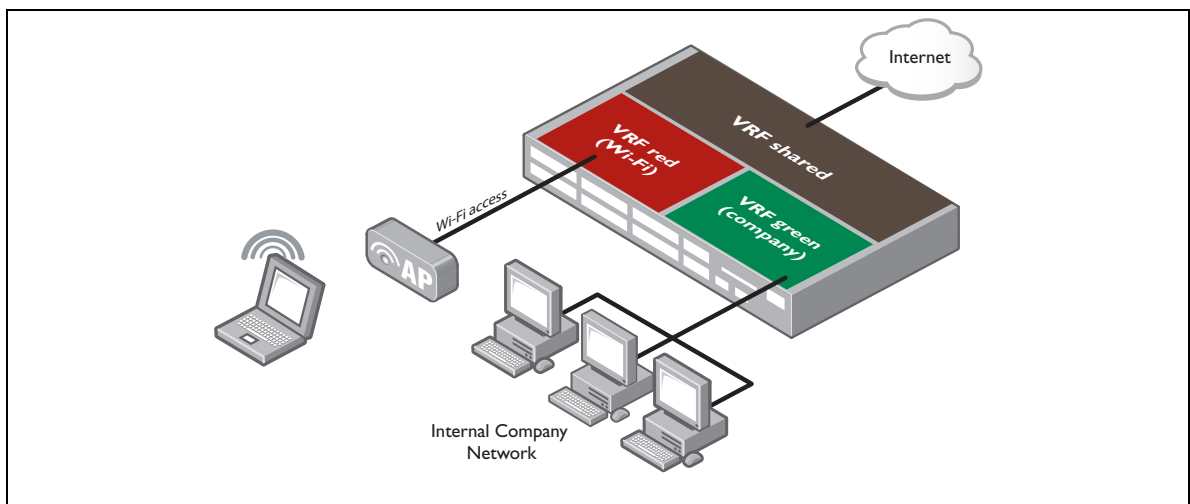 Internet
VRF shared
VRF red
(Wi-Fi)
VRF green
(company)
Wi-Fi access
AP
Internal Company
Network